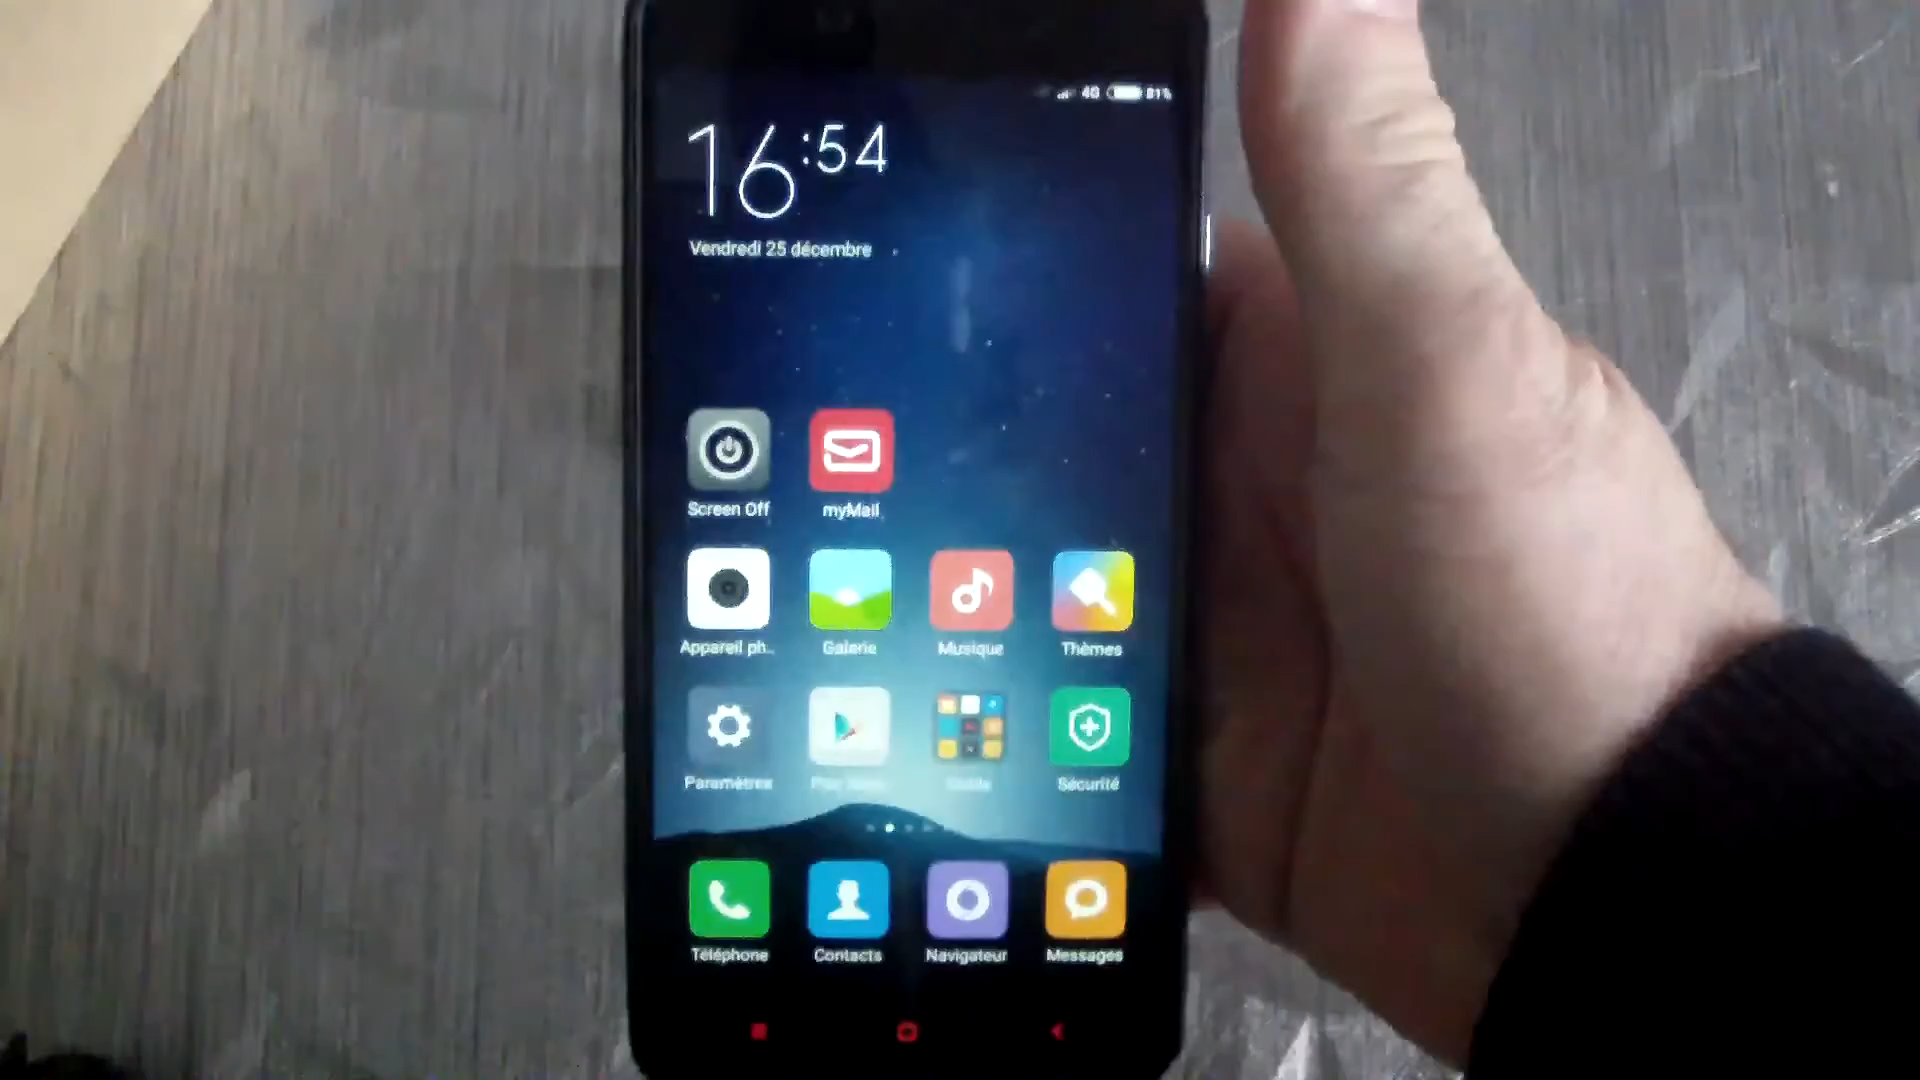 4G 81%
16:54
Vendredi 25 décembre
Screen Off myMail
Appareil ph... Galerie Musique Thèmes
Paramètres Sécurité
Téléphone Contacts Navigateur Messages